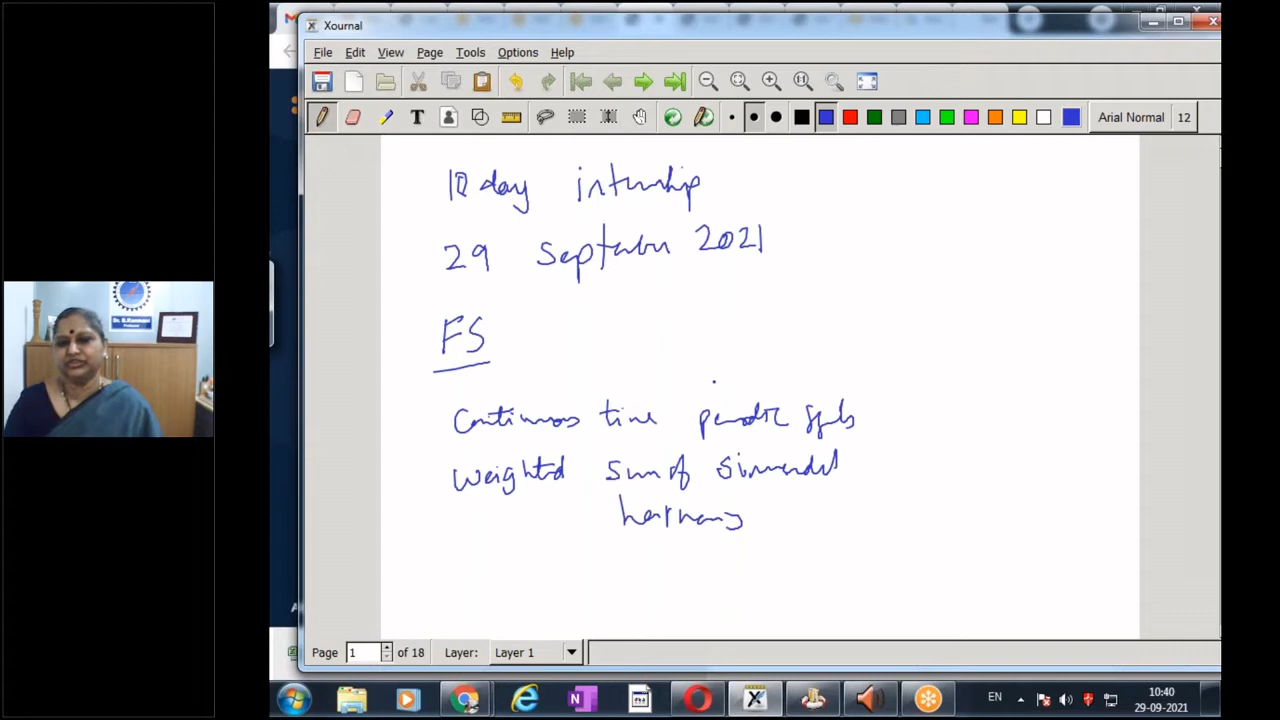 Xournal
File Edit View Page Tools Options Help
Arial Normal 12
10 day internship
29 September 2021
FS
Continuous time periodic signals
weighted sum of sinusoidal
harmonics
Page 1 of 18 Layer: Layer 1
EN
10:40
29-09-2021